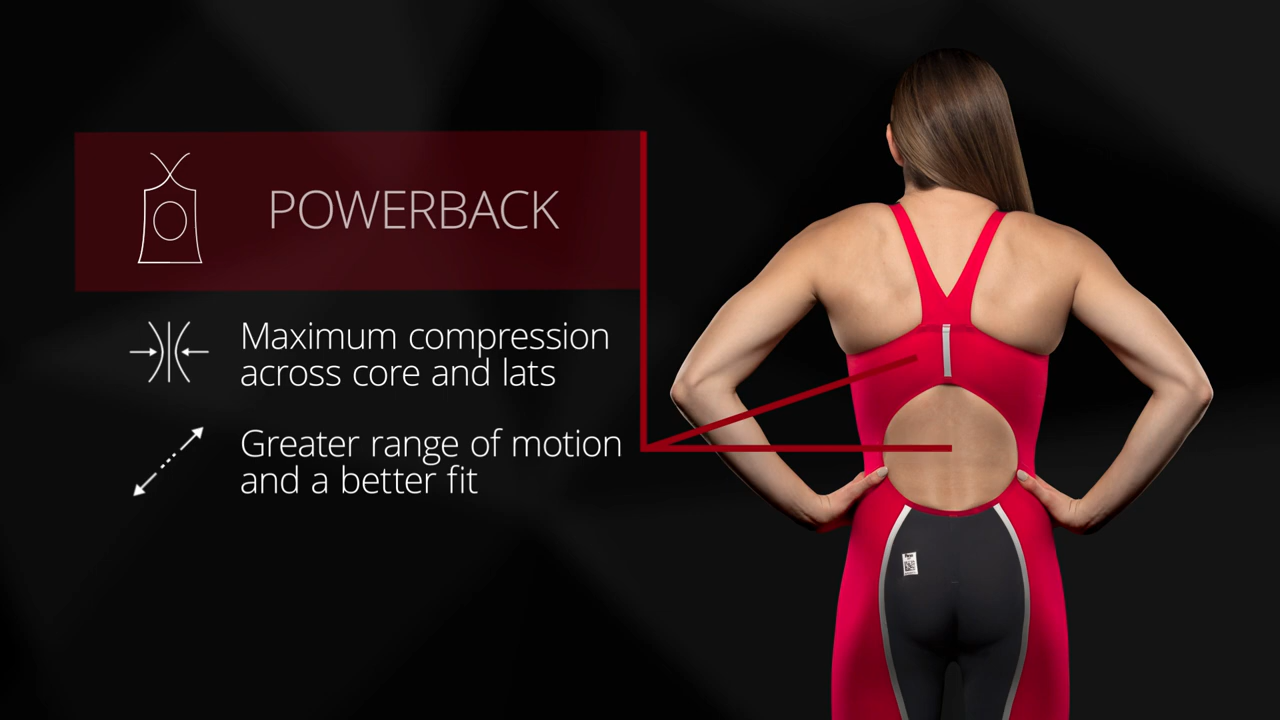 POWERBACK
Maximum compression
across core and lats
Greater range of motion
and a better fit